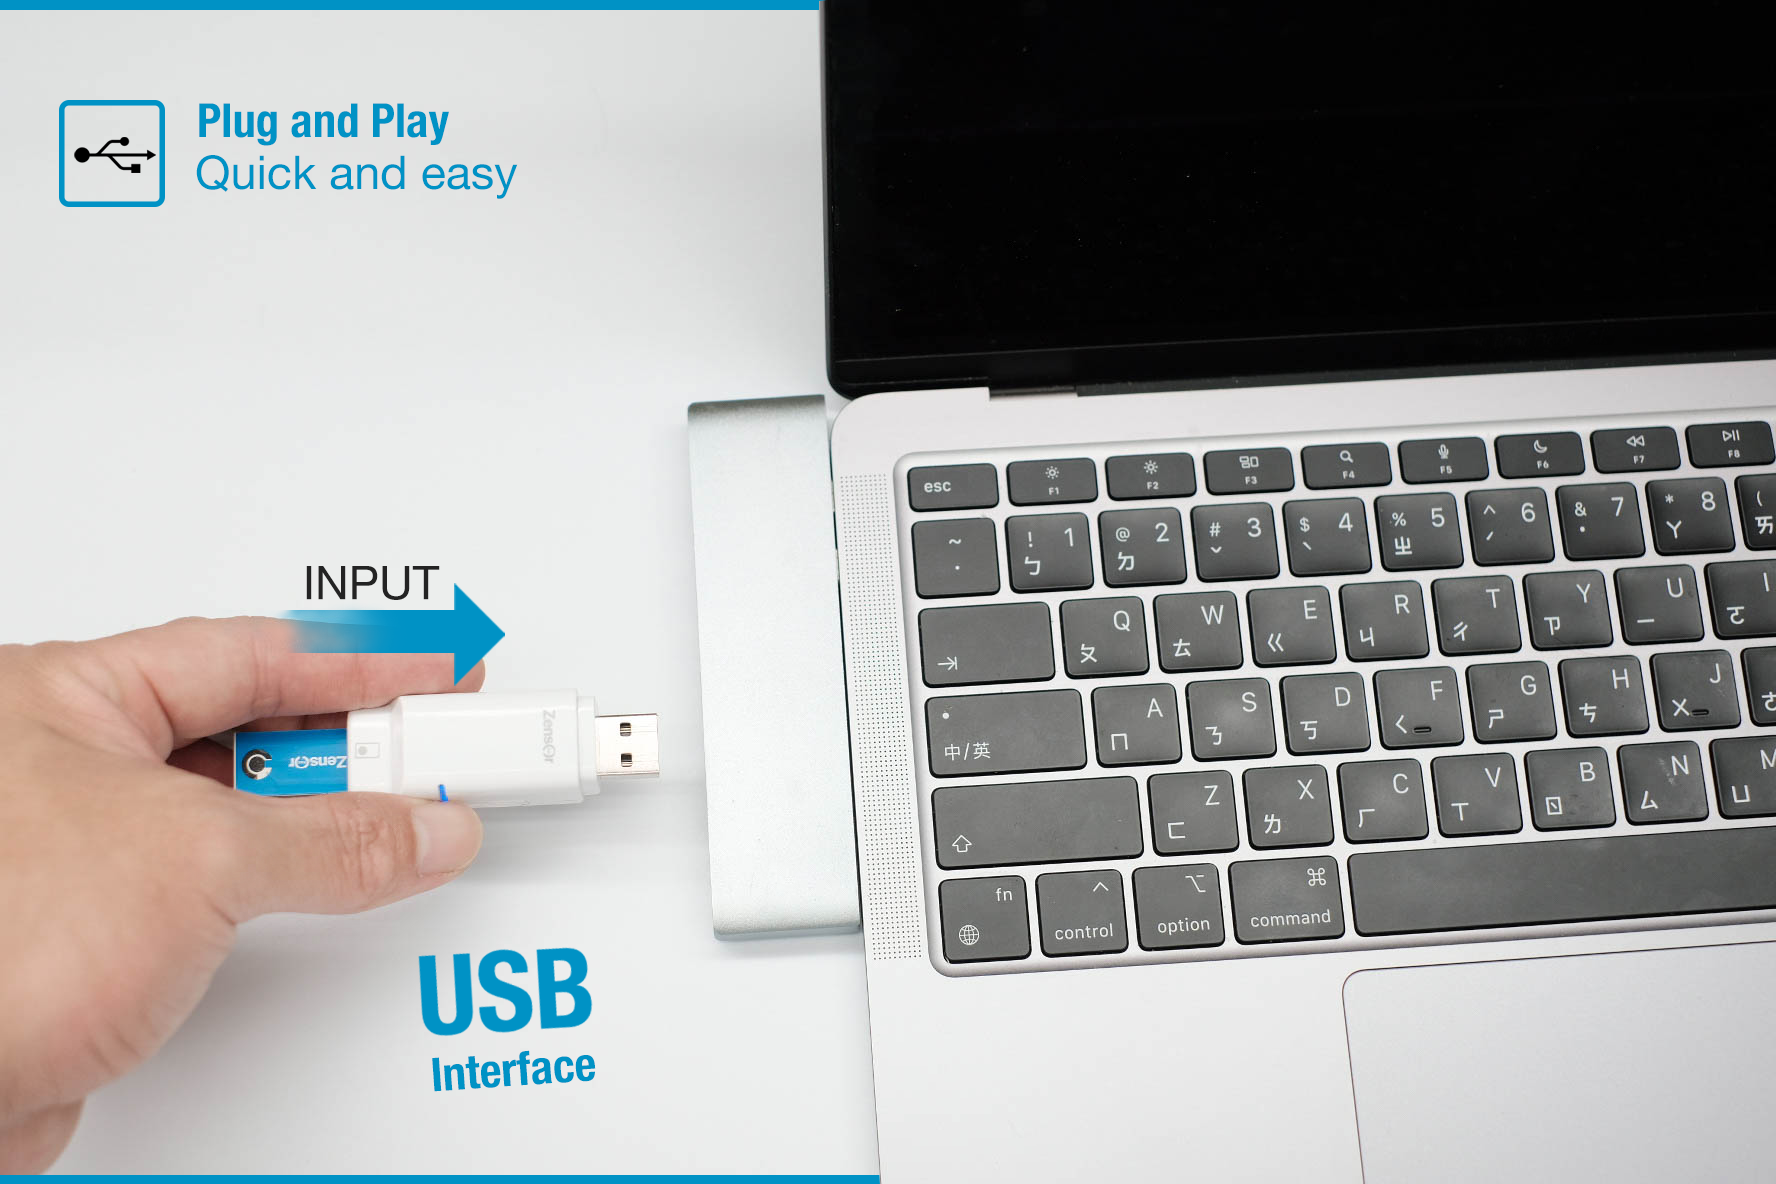 Plug and Play
Quick and easy
INPUT
ZensOr
ZensOr
USB
Interface
esc
F1
F2
F3
F4
F5
F6
F7
F8
~ ·
! 1 ㄅ
@ 2 ㄉ
# 3 ˇ
$ 4 ˋ
% 5 ㄓ
^ 6 ˊ
& 7 ˙
* 8 ㄚ
( ㄞ
Q ㄆ
W ㄊ
E ㄍ
R ㄐ
T ㄔ
Y ㄗ
U ㄧ
I ㄛ
中/英
A ㄇ
S ㄋ
D ㄎ
F ㄑ
G ㄕ
H ㄘ
J ㄨ
Z ㄈ
X ㄌ
C ㄏ
V ㄒ
B ㄖ
N ㄙ
M ㄩ
fn
control
option
⌘ command